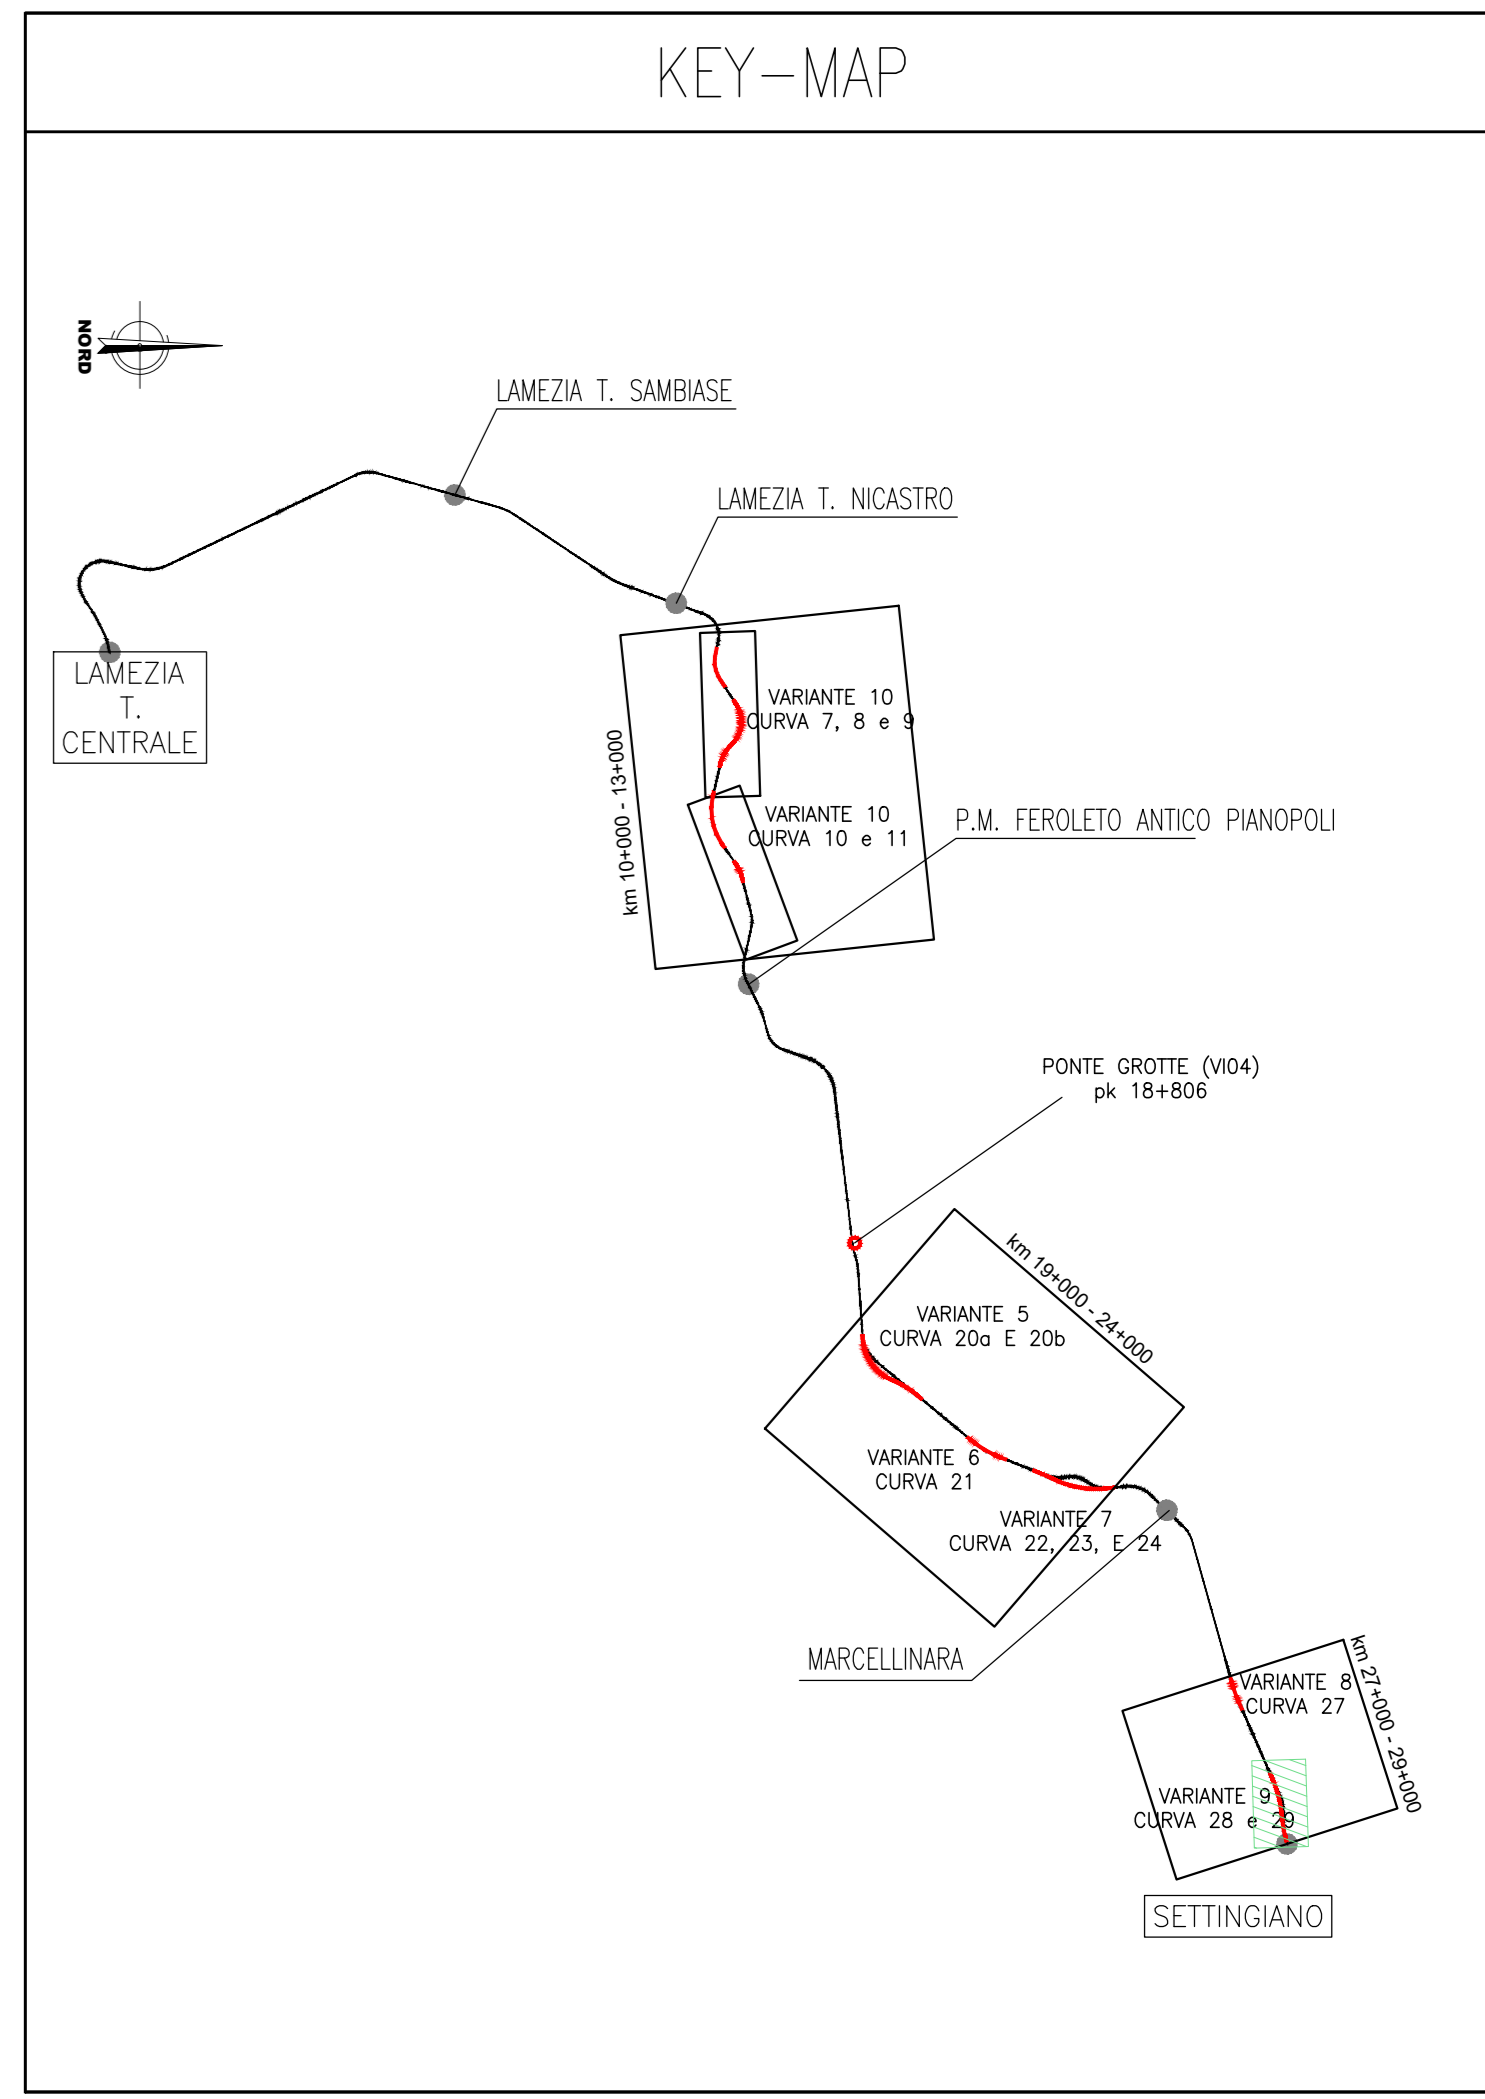 KEY-MAP
NORD
LAMEZIA T. SAMBIASE
LAMEZIA T. NICASTRO
LAMEZIA
T.
CENTRALE
VARIANTE 10
CURVA 7, 8 e 9
km 10+000 - 13+000
VARIANTE 10
CURVA 10 e 11
P.M. FEROLETO ANTICO PIANOPOLI
PONTE GROTTE (VI04)
pk 18+806
km 19+000 - 24+000
VARIANTE 5
CURVA 20a E 20b
VARIANTE 6
CURVA 21
VARIANTE 7
CURVA 22, 23, E 24
MARCELLINARA
km 27+000 - 29+000
VARIANTE 8
CURVA 27
VARIANTE 9
CURVA 28 e 29
SETTINGIANO